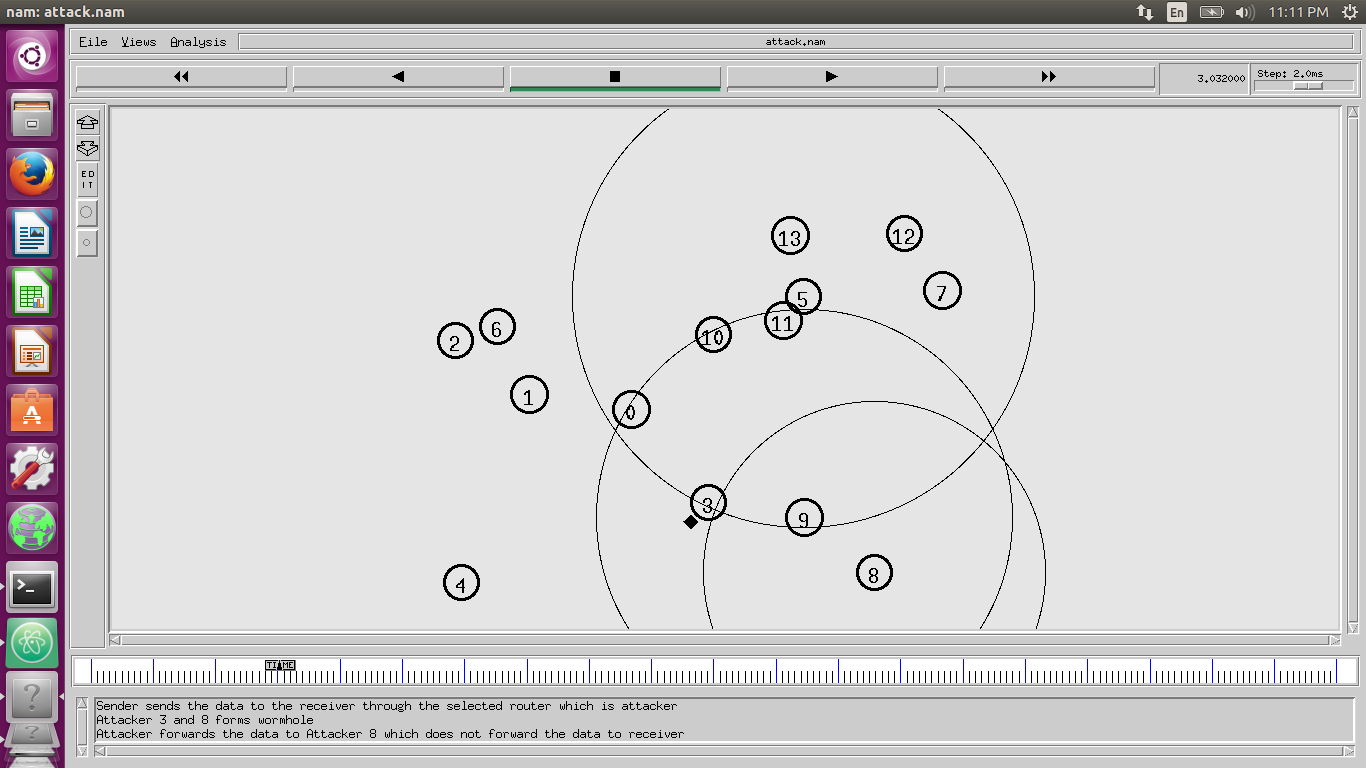 nam: attack.nam
En
11:11 PM
File Views Analysis
attack.nam
3.032000
Step: 2.0ms
ED
IT
13
12
5
7
11
10
6
2
1
0
3
9
8
4
TIME
Sender sends the data to the receiver through the selected router which is attacker
Attacker 3 and 8 forms wormhole
Attacker forwards the data to Attacker 8 which does not forward the data to receiver